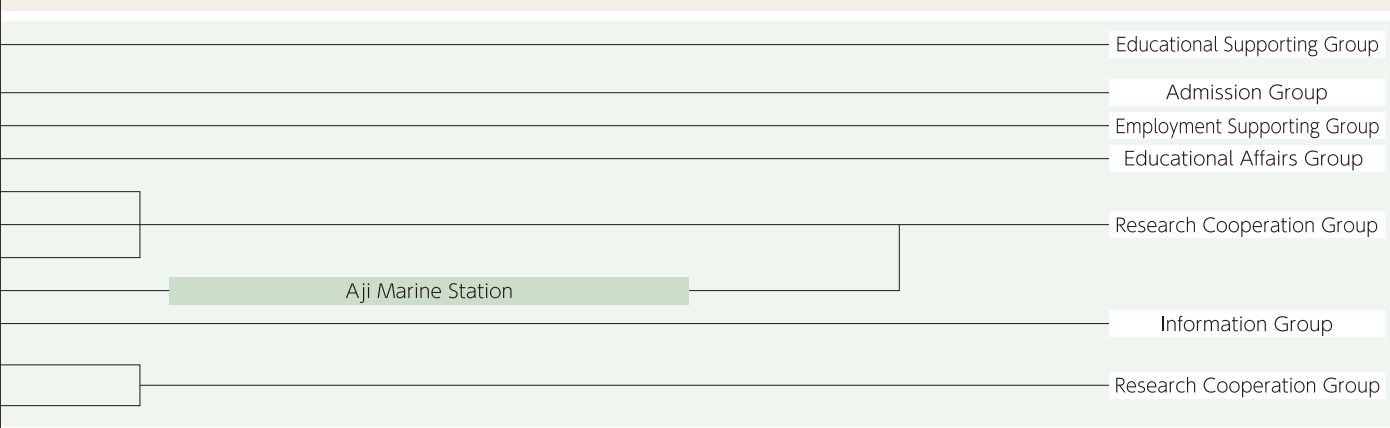 Educational Supporting Group
Admission Group
Employment Supporting Group
Educational Affairs Group
Research Cooperation Group
Aji Marine Station
Information Group
Research Cooperation Group